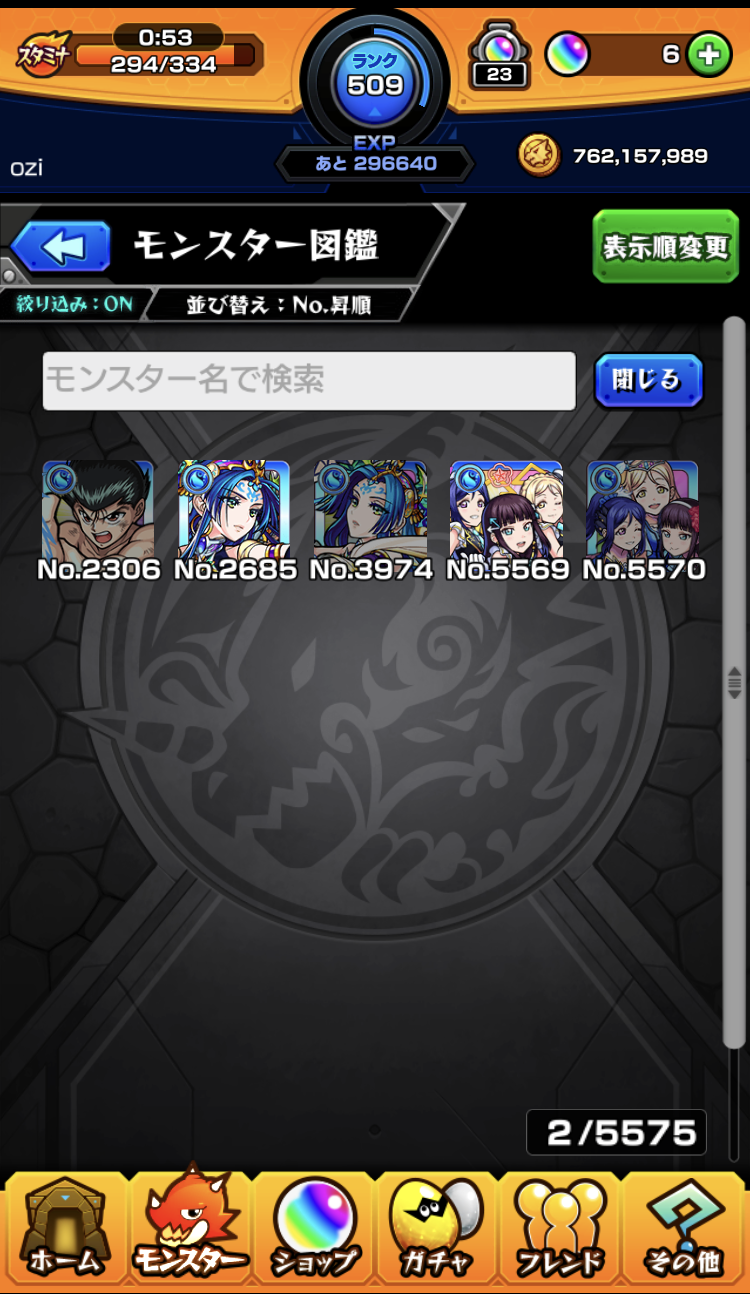 スタミナ
0:53
294/334
ランク
509
EXP
あと 296640
23
6
ozi
762,157,989
モンスター図鑑
表示順変更
絞り込み：ON
並び替え：No.昇順
モンスター名で検索
閉じる
No.2306 No.2685 No.3974 No.5569 No.5570
2/5575
ホーム モンスター ショップ ガチャ フレンド その他